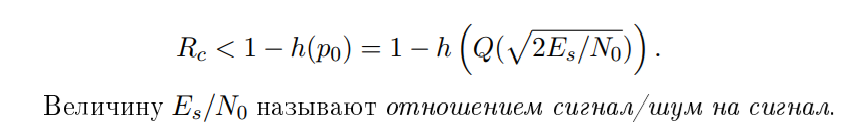 R_c < 1 − h(p_0) = 1 − h(Q(√(2E_s/N_0))).
Величину E_s/N_0 называют отношением сигнал/шум на сигнал.